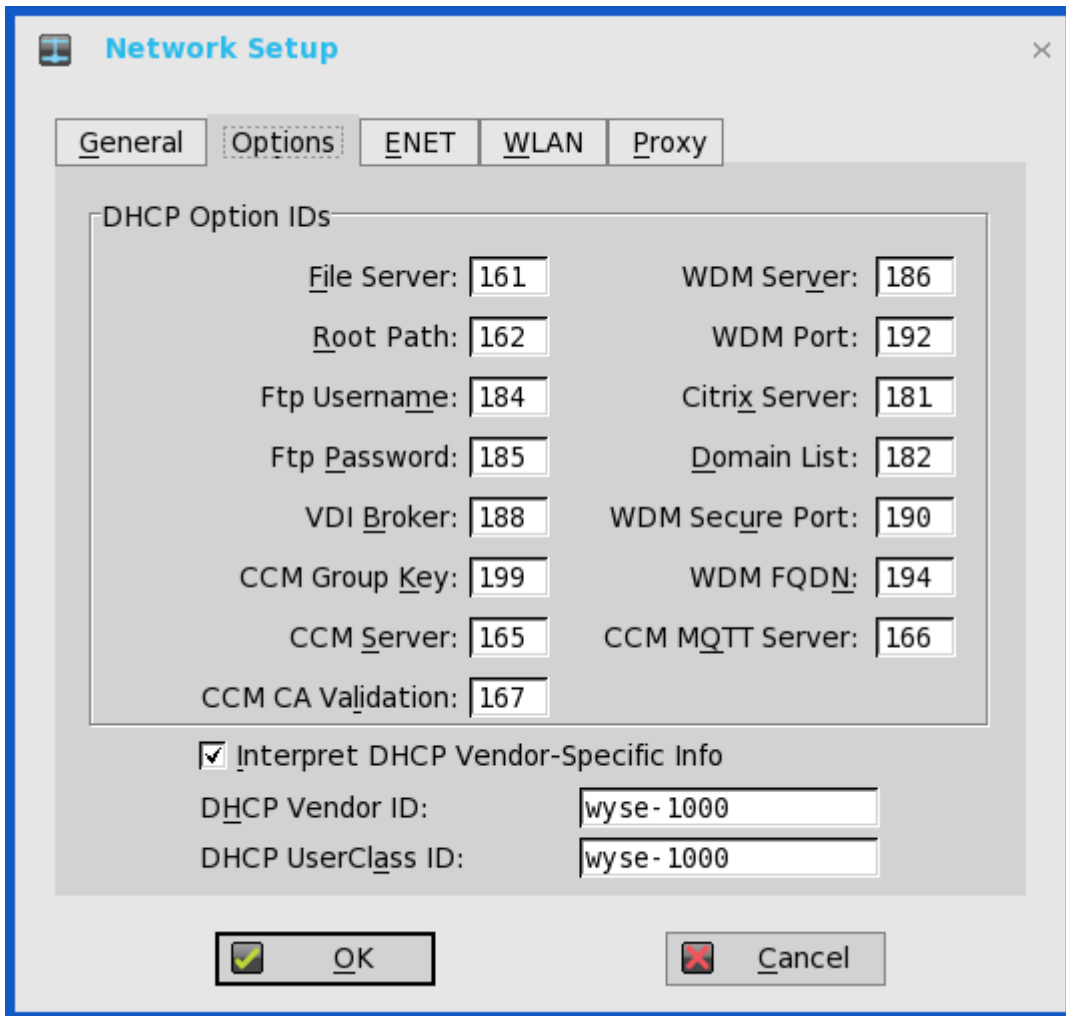 Network Setup
General Options ENET WLAN Proxy
DHCP Option IDs
File Server: 161 WDM Server: 186
Root Path: 162 WDM Port: 192
Ftp Username: 184 Citrix Server: 181
Ftp Password: 185 Domain List: 182
VDI Broker: 188 WDM Secure Port: 190
CCM Group Key: 199 WDM FQDN: 194
CCM Server: 165 CCM MQTT Server: 166
CCM CA Validation: 167
Interpret DHCP Vendor-Specific Info
DHCP Vendor ID: wyse-1000
DHCP UserClass ID: wyse-1000
OK Cancel